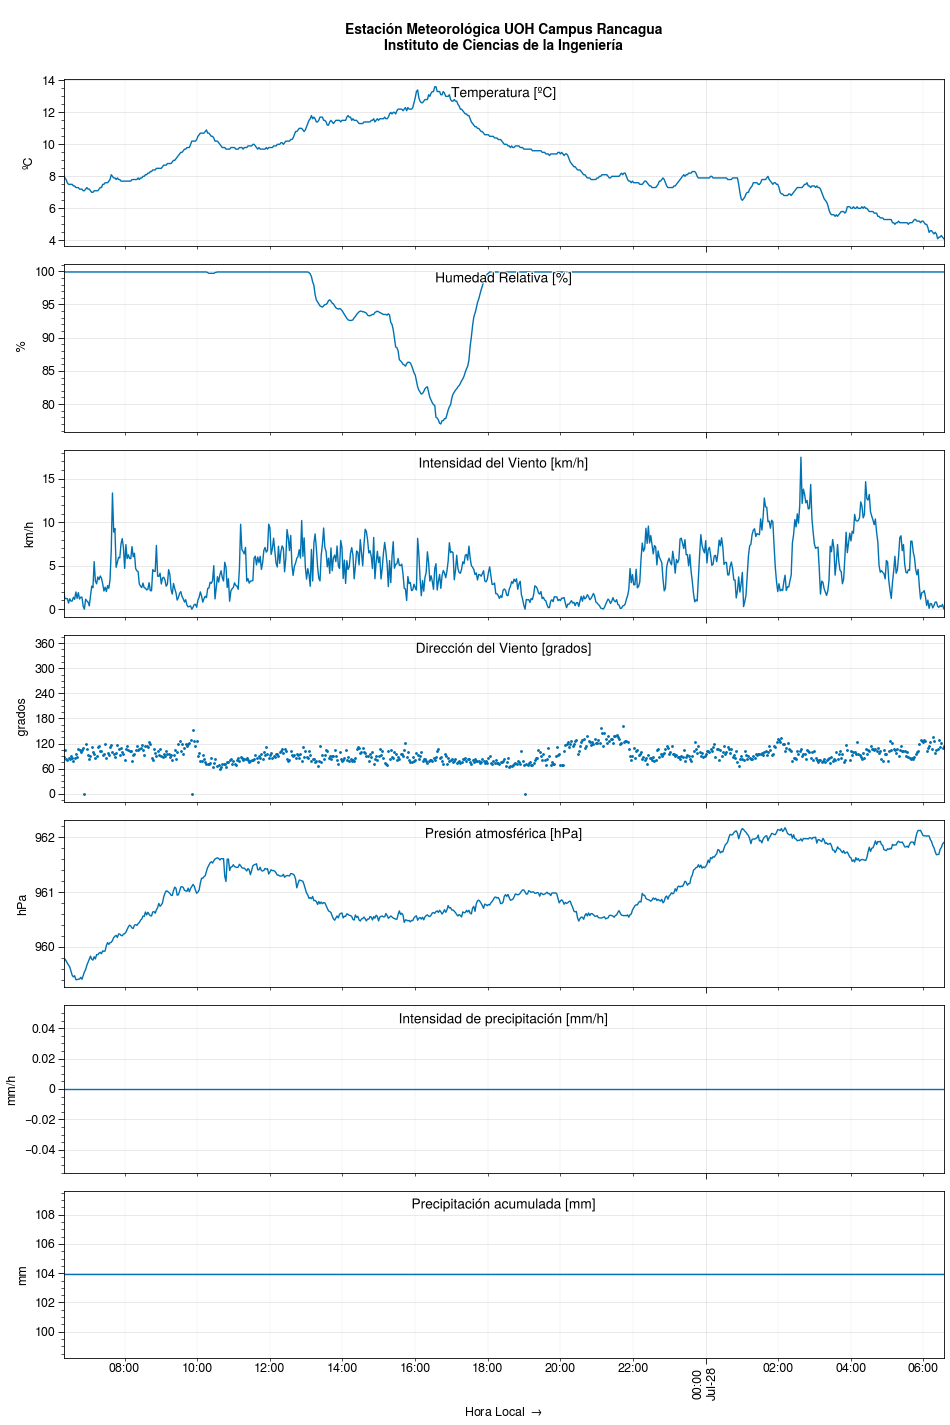 Estación Meteorológica UOH Campus Rancagua
Instituto de Ciencias de la Ingeniería
Temperatura [ºC]
14
12
10
8
6
4
ºC
Humedad Relativa [%]
100
95
90
85
80
%
Intensidad del Viento [km/h]
15
10
5
0
km/h
Dirección del Viento [grados]
360
300
240
180
120
60
0
grados
Presión atmosférica [hPa]
962
961
960
hPa
Intensidad de precipitación [mm/h]
0.04
0.02
0
−0.02
−0.04
mm/h
Precipitación acumulada [mm]
108
106
104
102
100
mm
08:00 10:00 12:00 14:00 16:00 18:00 20:00 22:00 00:00 02:00 04:00 06:00
Jul-28
Hora Local →